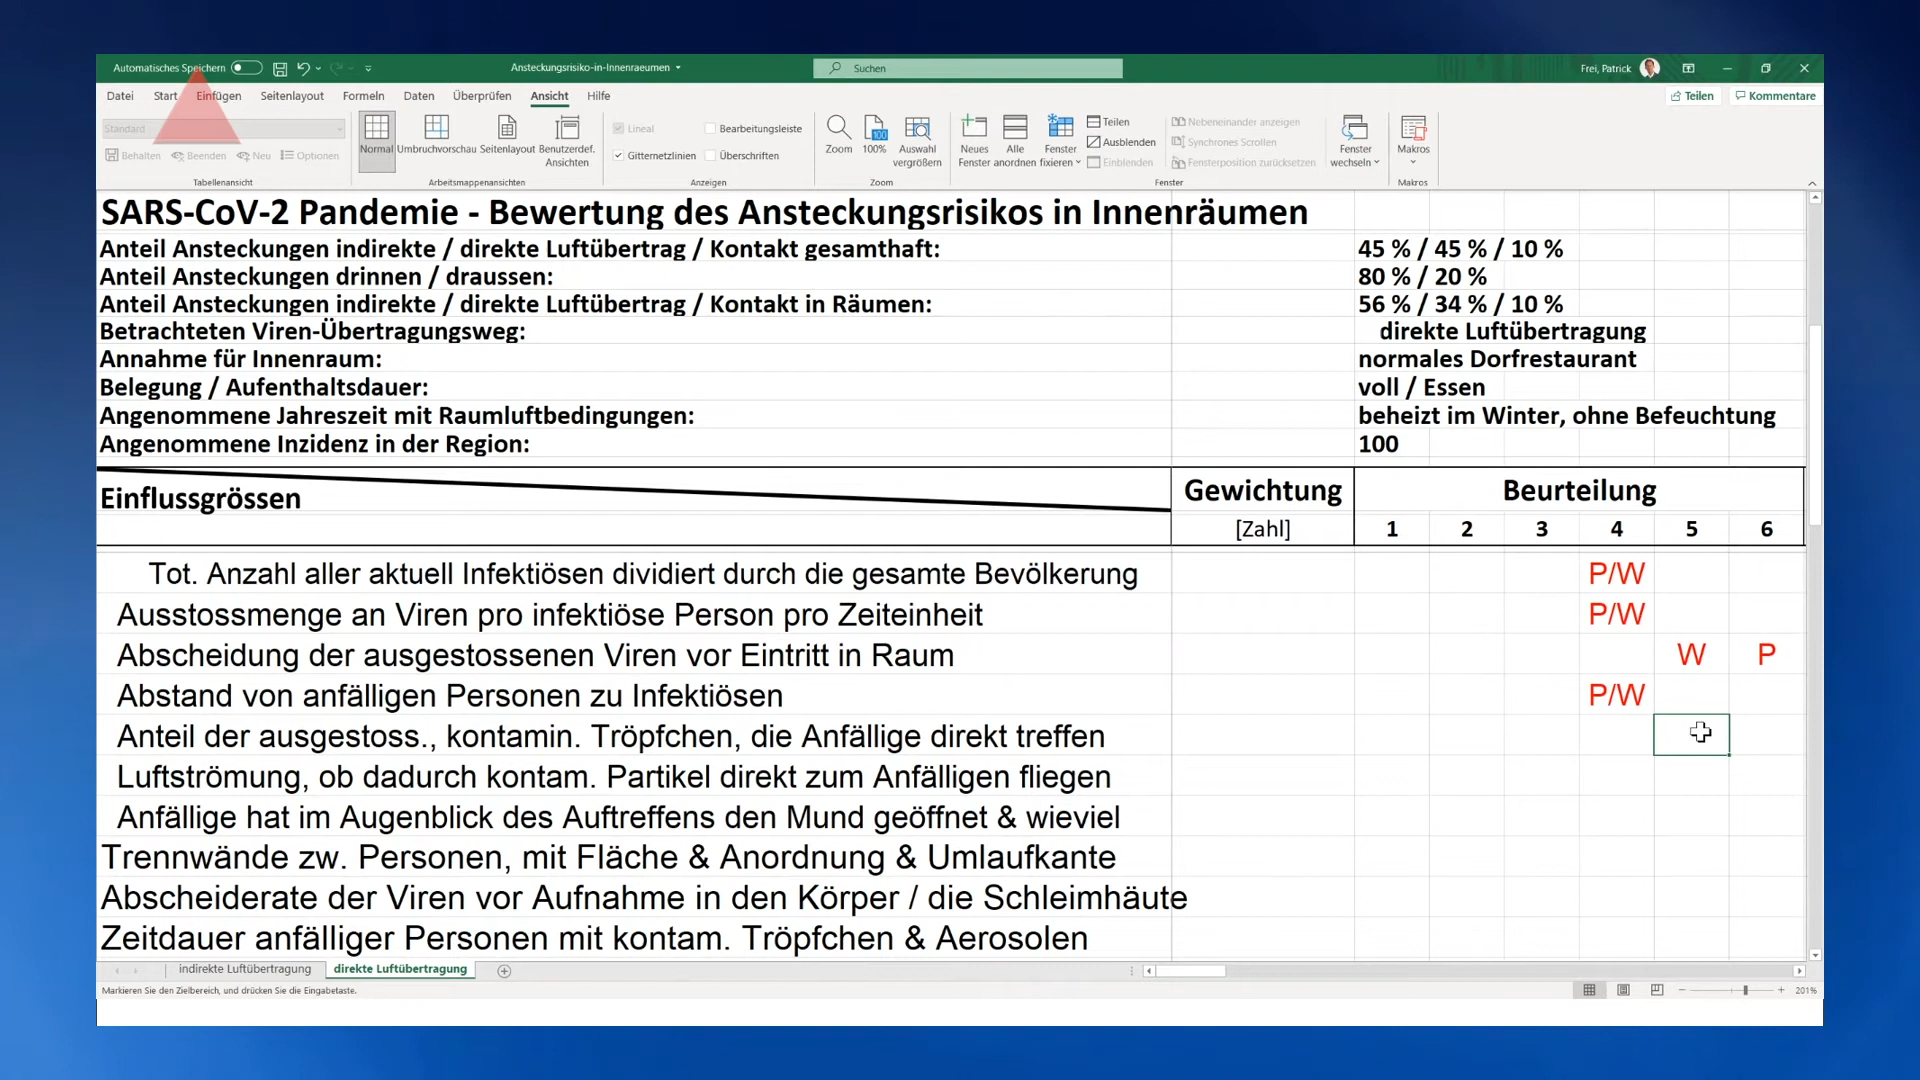 Automatisches Speichern
Ansteckungsrisiko-in-Innenraeumen
Suchen
Frei, Patrick
Datei Start Einfügen Seitenlayout Formeln Daten Überprüfen Ansicht Hilfe
Teilen Kommentare
Standard
Behalten Beenden Neu Optionen
Tabellenansicht
Normal Umbruchvorschau Seitenlayout Benutzerdef. Ansichten
Arbeitsmappenansichten
Lineal Bearbeitungsleiste
Gitternetzlinien Überschriften
Anzeigen
Zoom 100% Auswahl vergrößern
Zoom
Neues Fenster Alle anordnen Fenster fixieren
Teilen
Ausblenden
Einblenden
Nebeneinander anzeigen
Synchrones Scrollen
Fensterposition zurücksetzen
Fenster wechseln
Fenster
Makros
Makros
SARS-CoV-2 Pandemie - Bewertung des Ansteckungsrisikos in Innenräumen
Anteil Ansteckungen indirekte / direkte Luftübertrag / Kontakt gesamthaft: 45 % / 45 % / 10 %
Anteil Ansteckungen drinnen / draussen: 80 % / 20 %
Anteil Ansteckungen indirekte / direkte Luftübertrag / Kontakt in Räumen: 56 % / 34 % / 10 %
Betrachteten Viren-Übertragungsweg: direkte Luftübertragung
Annahme für Innenraum: normales Dorfrestaurant
Belegung / Aufenthaltsdauer: voll / Essen
Angenommene Jahreszeit mit Raumluftbedingungen: beheizt im Winter, ohne Befeuchtung
Angenommene Inzidenz in der Region: 100
Einflussgrössen Gewichtung Beurteilung
[Zahl] 1 2 3 4 5 6
Tot. Anzahl aller aktuell Infektiösen dividiert durch die gesamte Bevölkerung P/W
Ausstossmenge an Viren pro infektiöse Person pro Zeiteinheit P/W
Abscheidung der ausgestossenen Viren vor Eintritt in Raum W P
Abstand von anfälligen Personen zu Infektiösen P/W
Anteil der ausgestoss., kontamin. Tröpfchen, die Anfällige direkt treffen
Luftströmung, ob dadurch kontam. Partikel direkt zum Anfälligen fliegen
Anfällige hat im Augenblick des Auftreffens den Mund geöffnet & wieviel
Trennwände zw. Personen, mit Fläche & Anordnung & Umlaufkante
Abscheiderate der Viren vor Aufnahme in den Körper / die Schleimhäute
Zeitdauer anfälliger Personen mit kontam. Tröpfchen & Aerosolen
indirekte Luftübertragung direkte Luftübertragung
Markieren Sie den Zielbereich, und drücken Sie die Eingabetaste.
201%